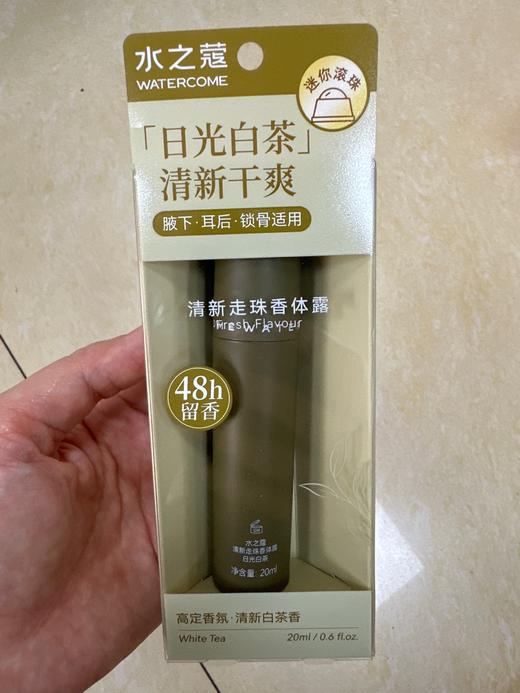 水之蔻
WATERCOME
迷你滚珠
「日光白茶」
清新干爽
腋下·耳后·锁骨适用
清新走珠香体露
Fresh Flavour
48h
留香
水之蔻
清新走珠香体露
日光白茶
净含量: 20ml
高定香氛·清新白茶香
White Tea
20ml / 0.6 fl.oz.